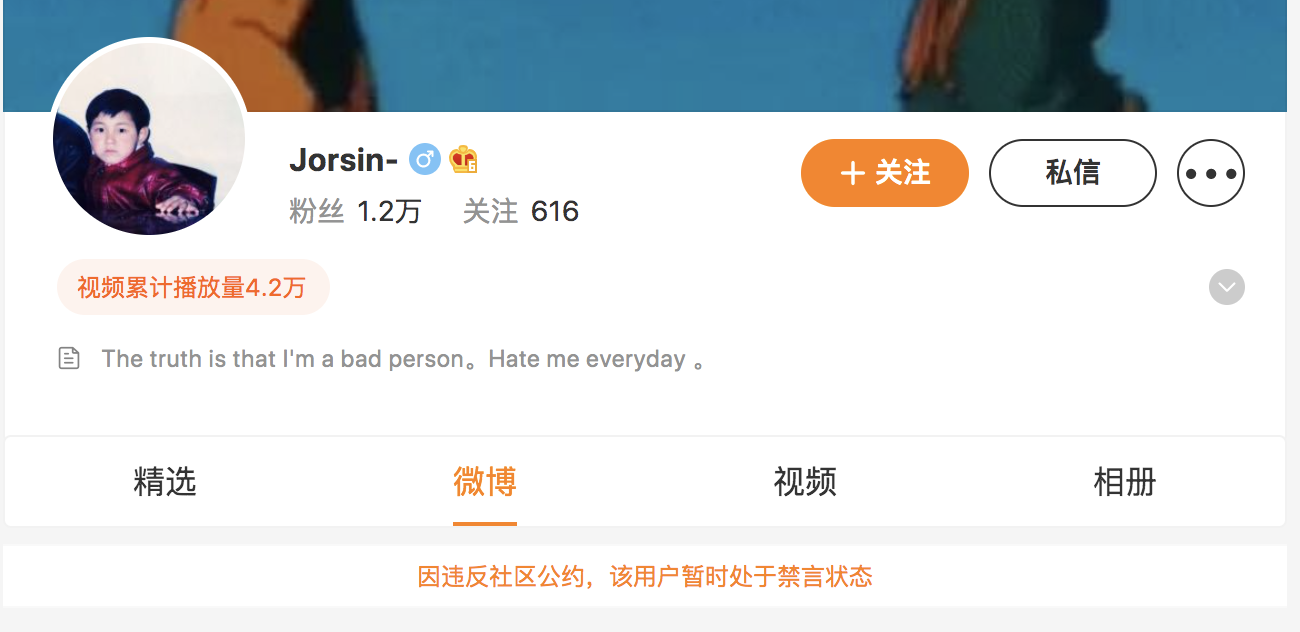 Jorsin-
粉丝 1.2万 关注 616
+ 关注
私信
视频累计播放量4.2万
The truth is that I'm a bad person。Hate me everyday 。
精选 微博 视频 相册
因违反社区公约，该用户暂时处于禁言状态